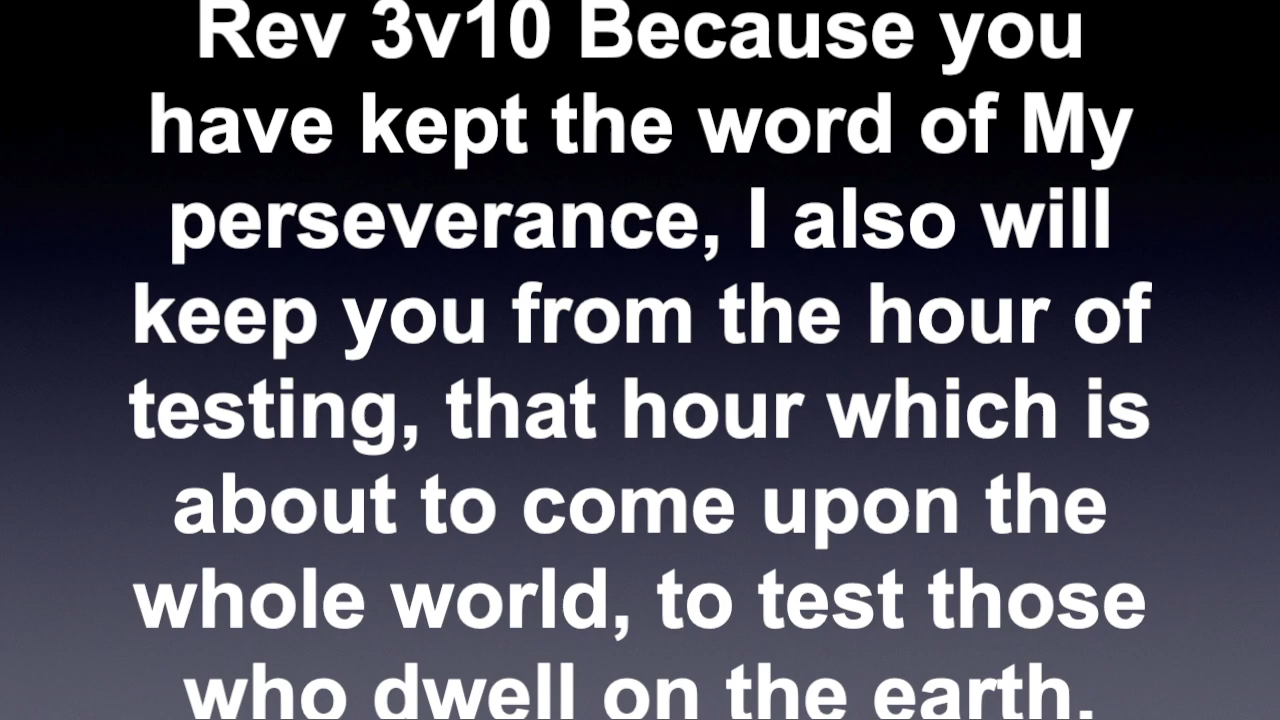 Rev 3v10 Because you
have kept the word of My
perseverance, I also will
keep you from the hour of
testing, that hour which is
about to come upon the
whole world, to test those
who dwell on the earth.